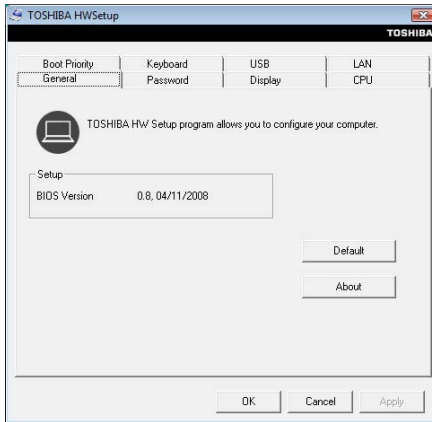 TOSHIBA HWSetup
TOSHIBA
Boot Priority Keyboard USB LAN
General Password Display CPU
TOSHIBA HW Setup program allows you to configure your computer.
Setup
BIOS Version 0.8, 04/11/2008
Default
About
OK Cancel Apply